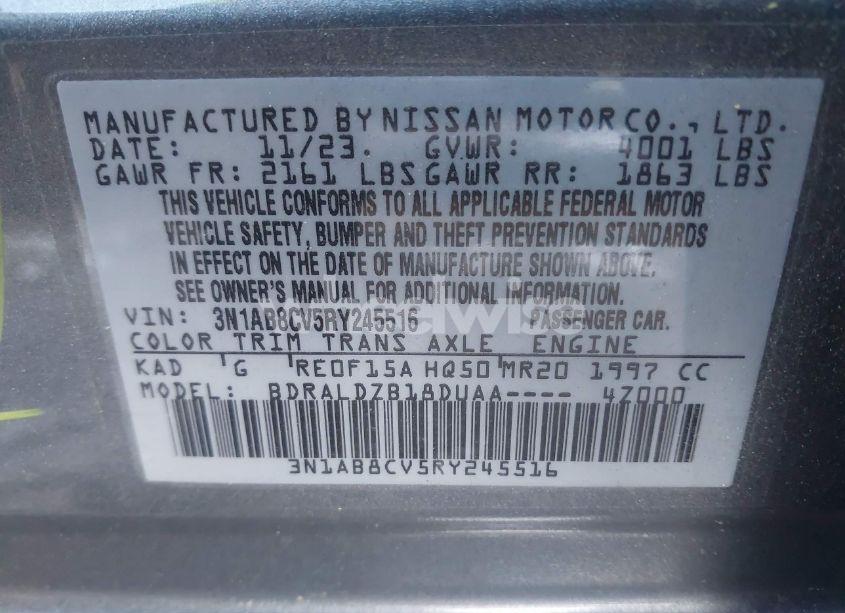 MANUFACTURED BY NISSAN MOTOR CO., LTD.
DATE: 11/23. GVWR: 4001 LBS
GAWR FR: 2161 LBS GAWR RR: 1863 LBS
THIS VEHICLE CONFORMS TO ALL APPLICABLE FEDERAL MOTOR
VEHICLE SAFETY, BUMPER AND THEFT PREVENTION STANDARDS
IN EFFECT ON THE DATE OF MANUFACTURE SHOWN ABOVE.
SEE OWNER'S MANUAL FOR ADDITIONAL INFORMATION.
VIN: 3N1AB8CV5RY245516 PASSENGER CAR.
COLOR TRIM TRANS AXLE ENGINE
KAD G RE0F15A HQ50 MR20 1997 CC
MODEL: BDRALDZB18DUAA---- 4Z000
3N1AB8CV5RY245516